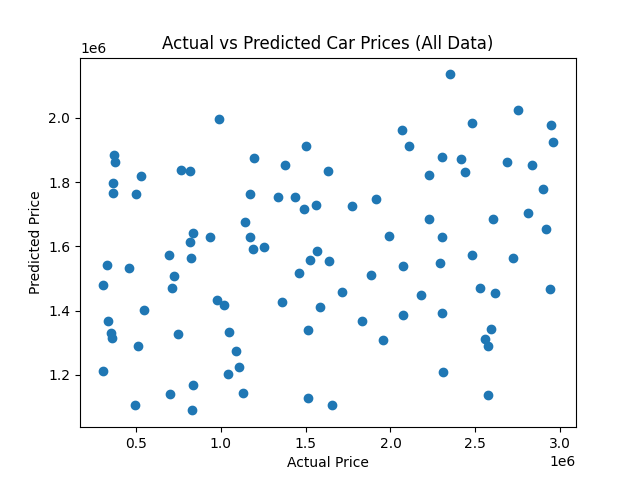 Actual vs Predicted Car Prices (All Data)
1e6
2.0
1.8
1.6
1.4
1.2
Predicted Price
0.5 1.0 1.5 2.0 2.5 3.0
1e6
Actual Price